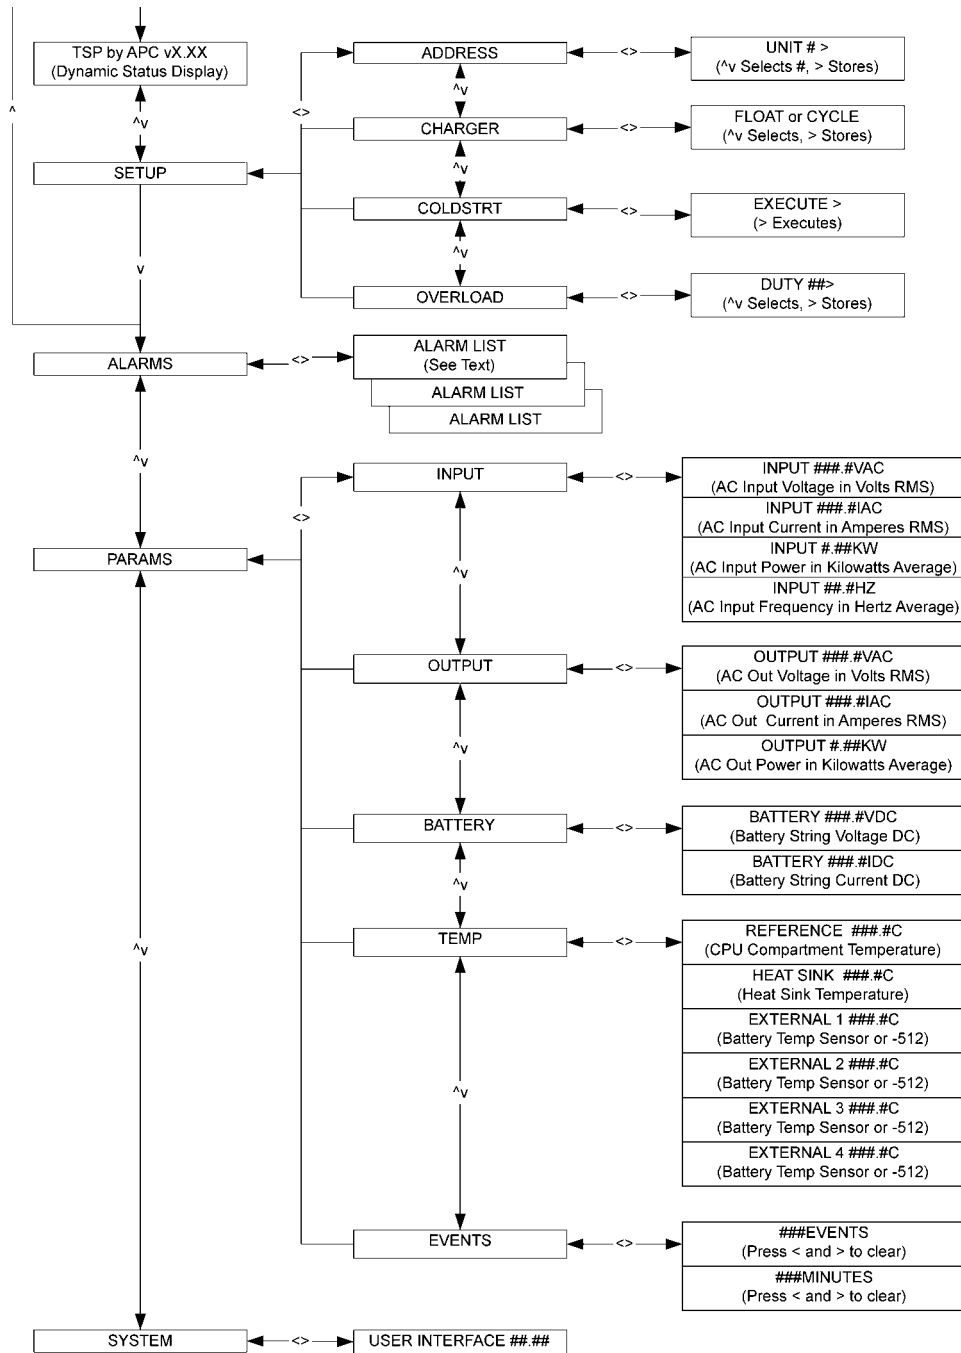 TSP by APC vX.XX
(Dynamic Status Display)
^
^v
SETUP
v
<>
ADDRESS
<>
UNIT # >
(^v Selects #, > Stores)
^v
CHARGER
<>
FLOAT or CYCLE
(^v Selects, > Stores)
^v
COLDSTRT
<>
EXECUTE >
(> Executes)
^v
OVERLOAD
<>
DUTY ##>
(^v Selects, > Stores)
ALARMS
<>
ALARM LIST
(See Text)
ALARM LIST
ALARM LIST
^v
PARAMS
<>
INPUT
<>
INPUT ###.#VAC
(AC Input Voltage in Volts RMS)
INPUT ###.#IAC
(AC Input Current in Amperes RMS)
INPUT #.##KW
(AC Input Power in Kilowatts Average)
INPUT ##.#HZ
(AC Input Frequency in Hertz Average)
^v
OUTPUT
<>
OUTPUT ###.#VAC
(AC Out Voltage in Volts RMS)
OUTPUT ###.#IAC
(AC Out Current in Amperes RMS)
OUTPUT #.##KW
(AC Out Power in Kilowatts Average)
^v
BATTERY
<>
BATTERY ###.#VDC
(Battery String Voltage DC)
BATTERY ###.#IDC
(Battery String Current DC)
^v
TEMP
<>
REFERENCE ###.#C
(CPU Compartment Temperature)
HEAT SINK ###.#C
(Heat Sink Temperature)
EXTERNAL 1 ###.#C
(Battery Temp Sensor or -512)
EXTERNAL 2 ###.#C
(Battery Temp Sensor or -512)
EXTERNAL 3 ###.#C
(Battery Temp Sensor or -512)
EXTERNAL 4 ###.#C
(Battery Temp Sensor or -512)
^v
^v
EVENTS
<>
###EVENTS
(Press < and > to clear)
###MINUTES
(Press < and > to clear)
SYSTEM
<>
USER INTERFACE ##.##